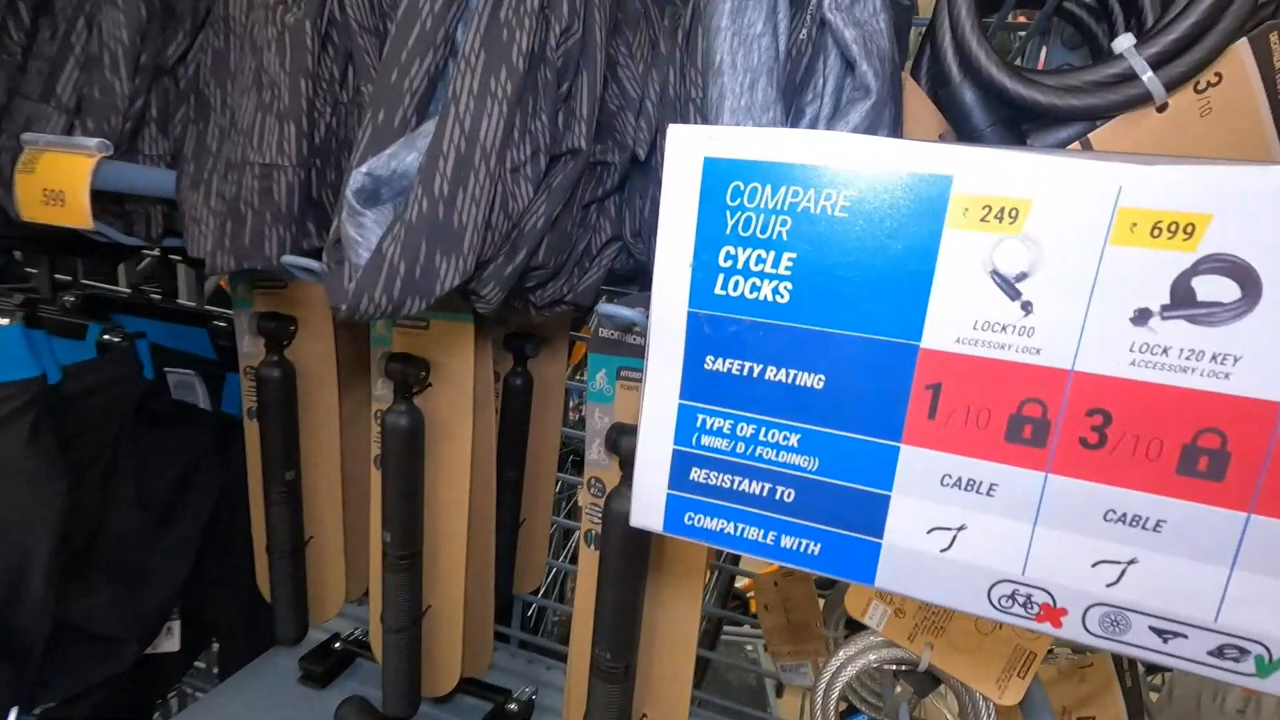 599
3/10
COMPARE
YOUR
CYCLE
LOCKS
₹ 249
₹ 699
LOCK100
ACCESSORY LOCK
LOCK 120 KEY
ACCESSORY LOCK
SAFETY RATING
1/10
3/10
TYPE OF LOCK
( WIRE/ D / FOLDING))
CABLE
CABLE
RESISTANT TO
COMPATIBLE WITH
DECATHLON